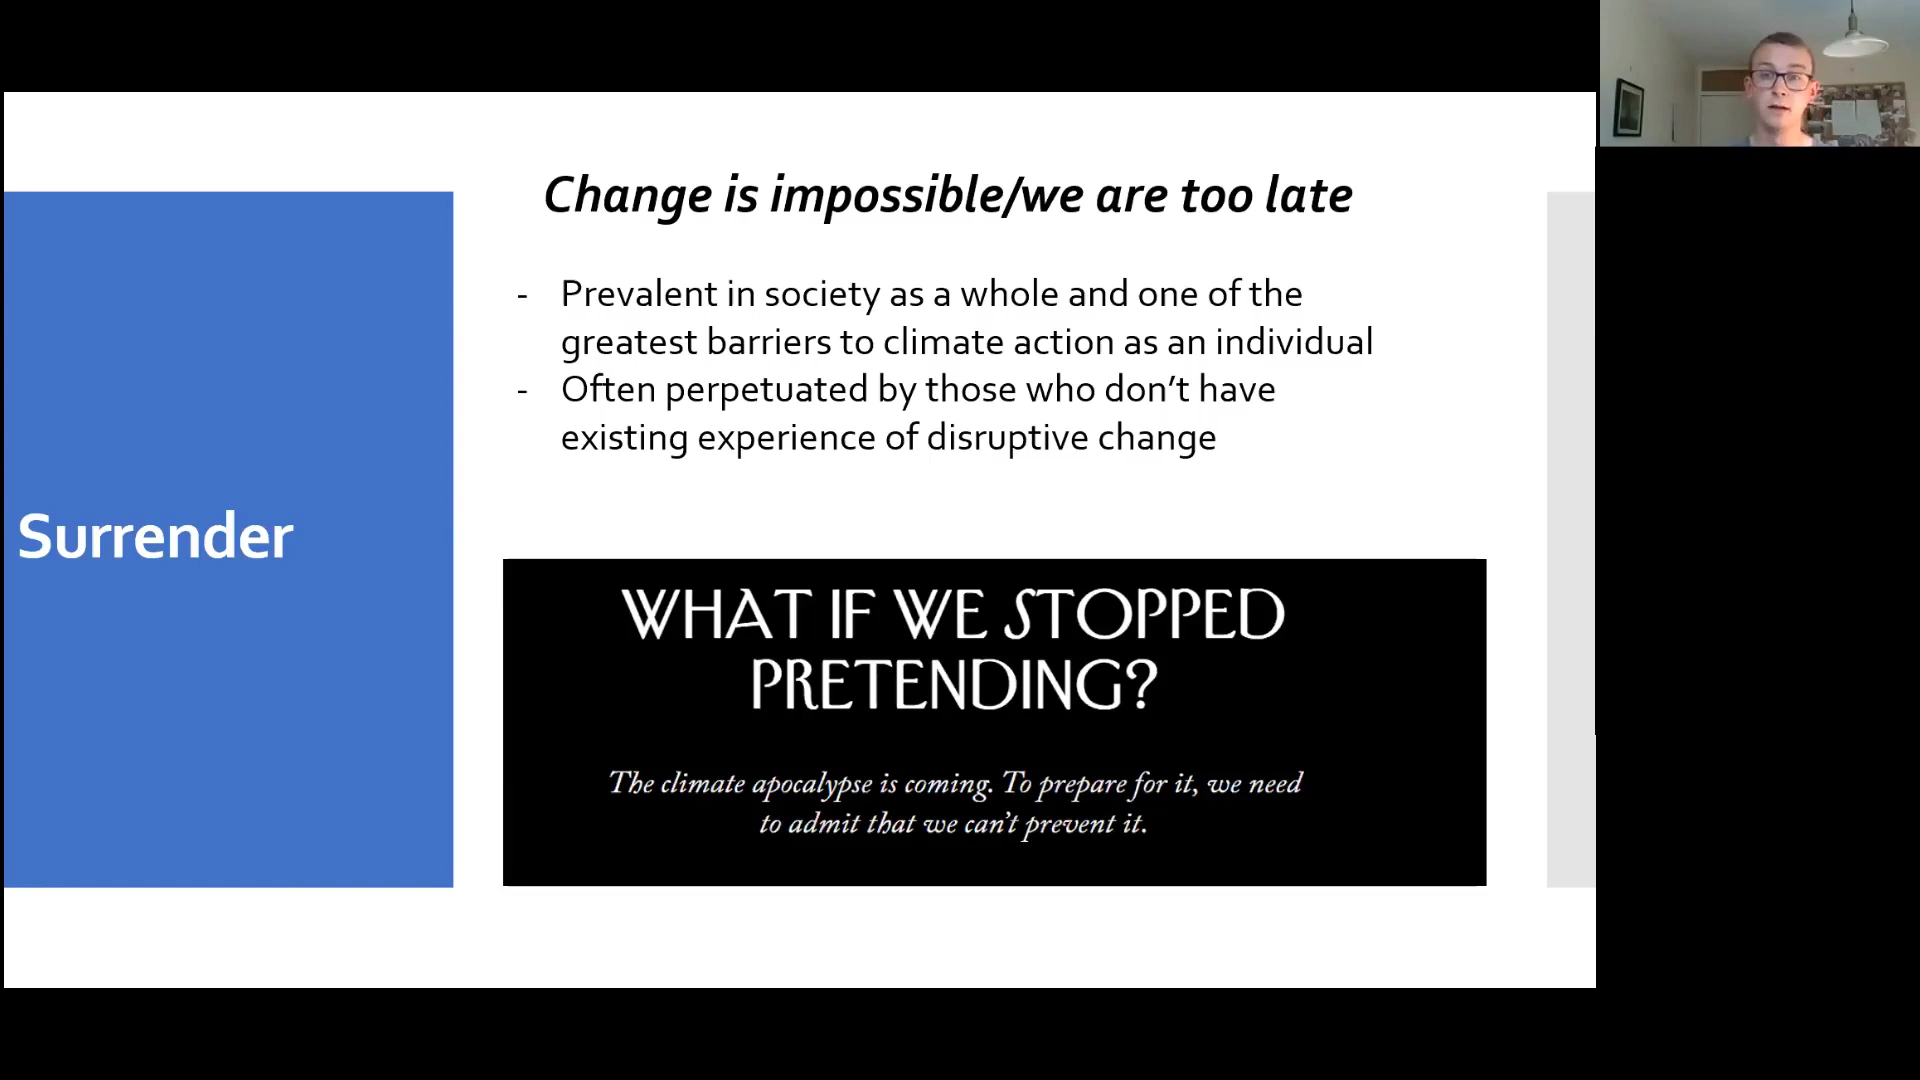 Change is impossible/we are too late
- Prevalent in society as a whole and one of the
greatest barriers to climate action as an individual
- Often perpetuated by those who don’t have
existing experience of disruptive change
Surrender
WHAT IF WE STOPPED
PRETENDING?
The climate apocalypse is coming. To prepare for it, we need
to admit that we can’t prevent it.